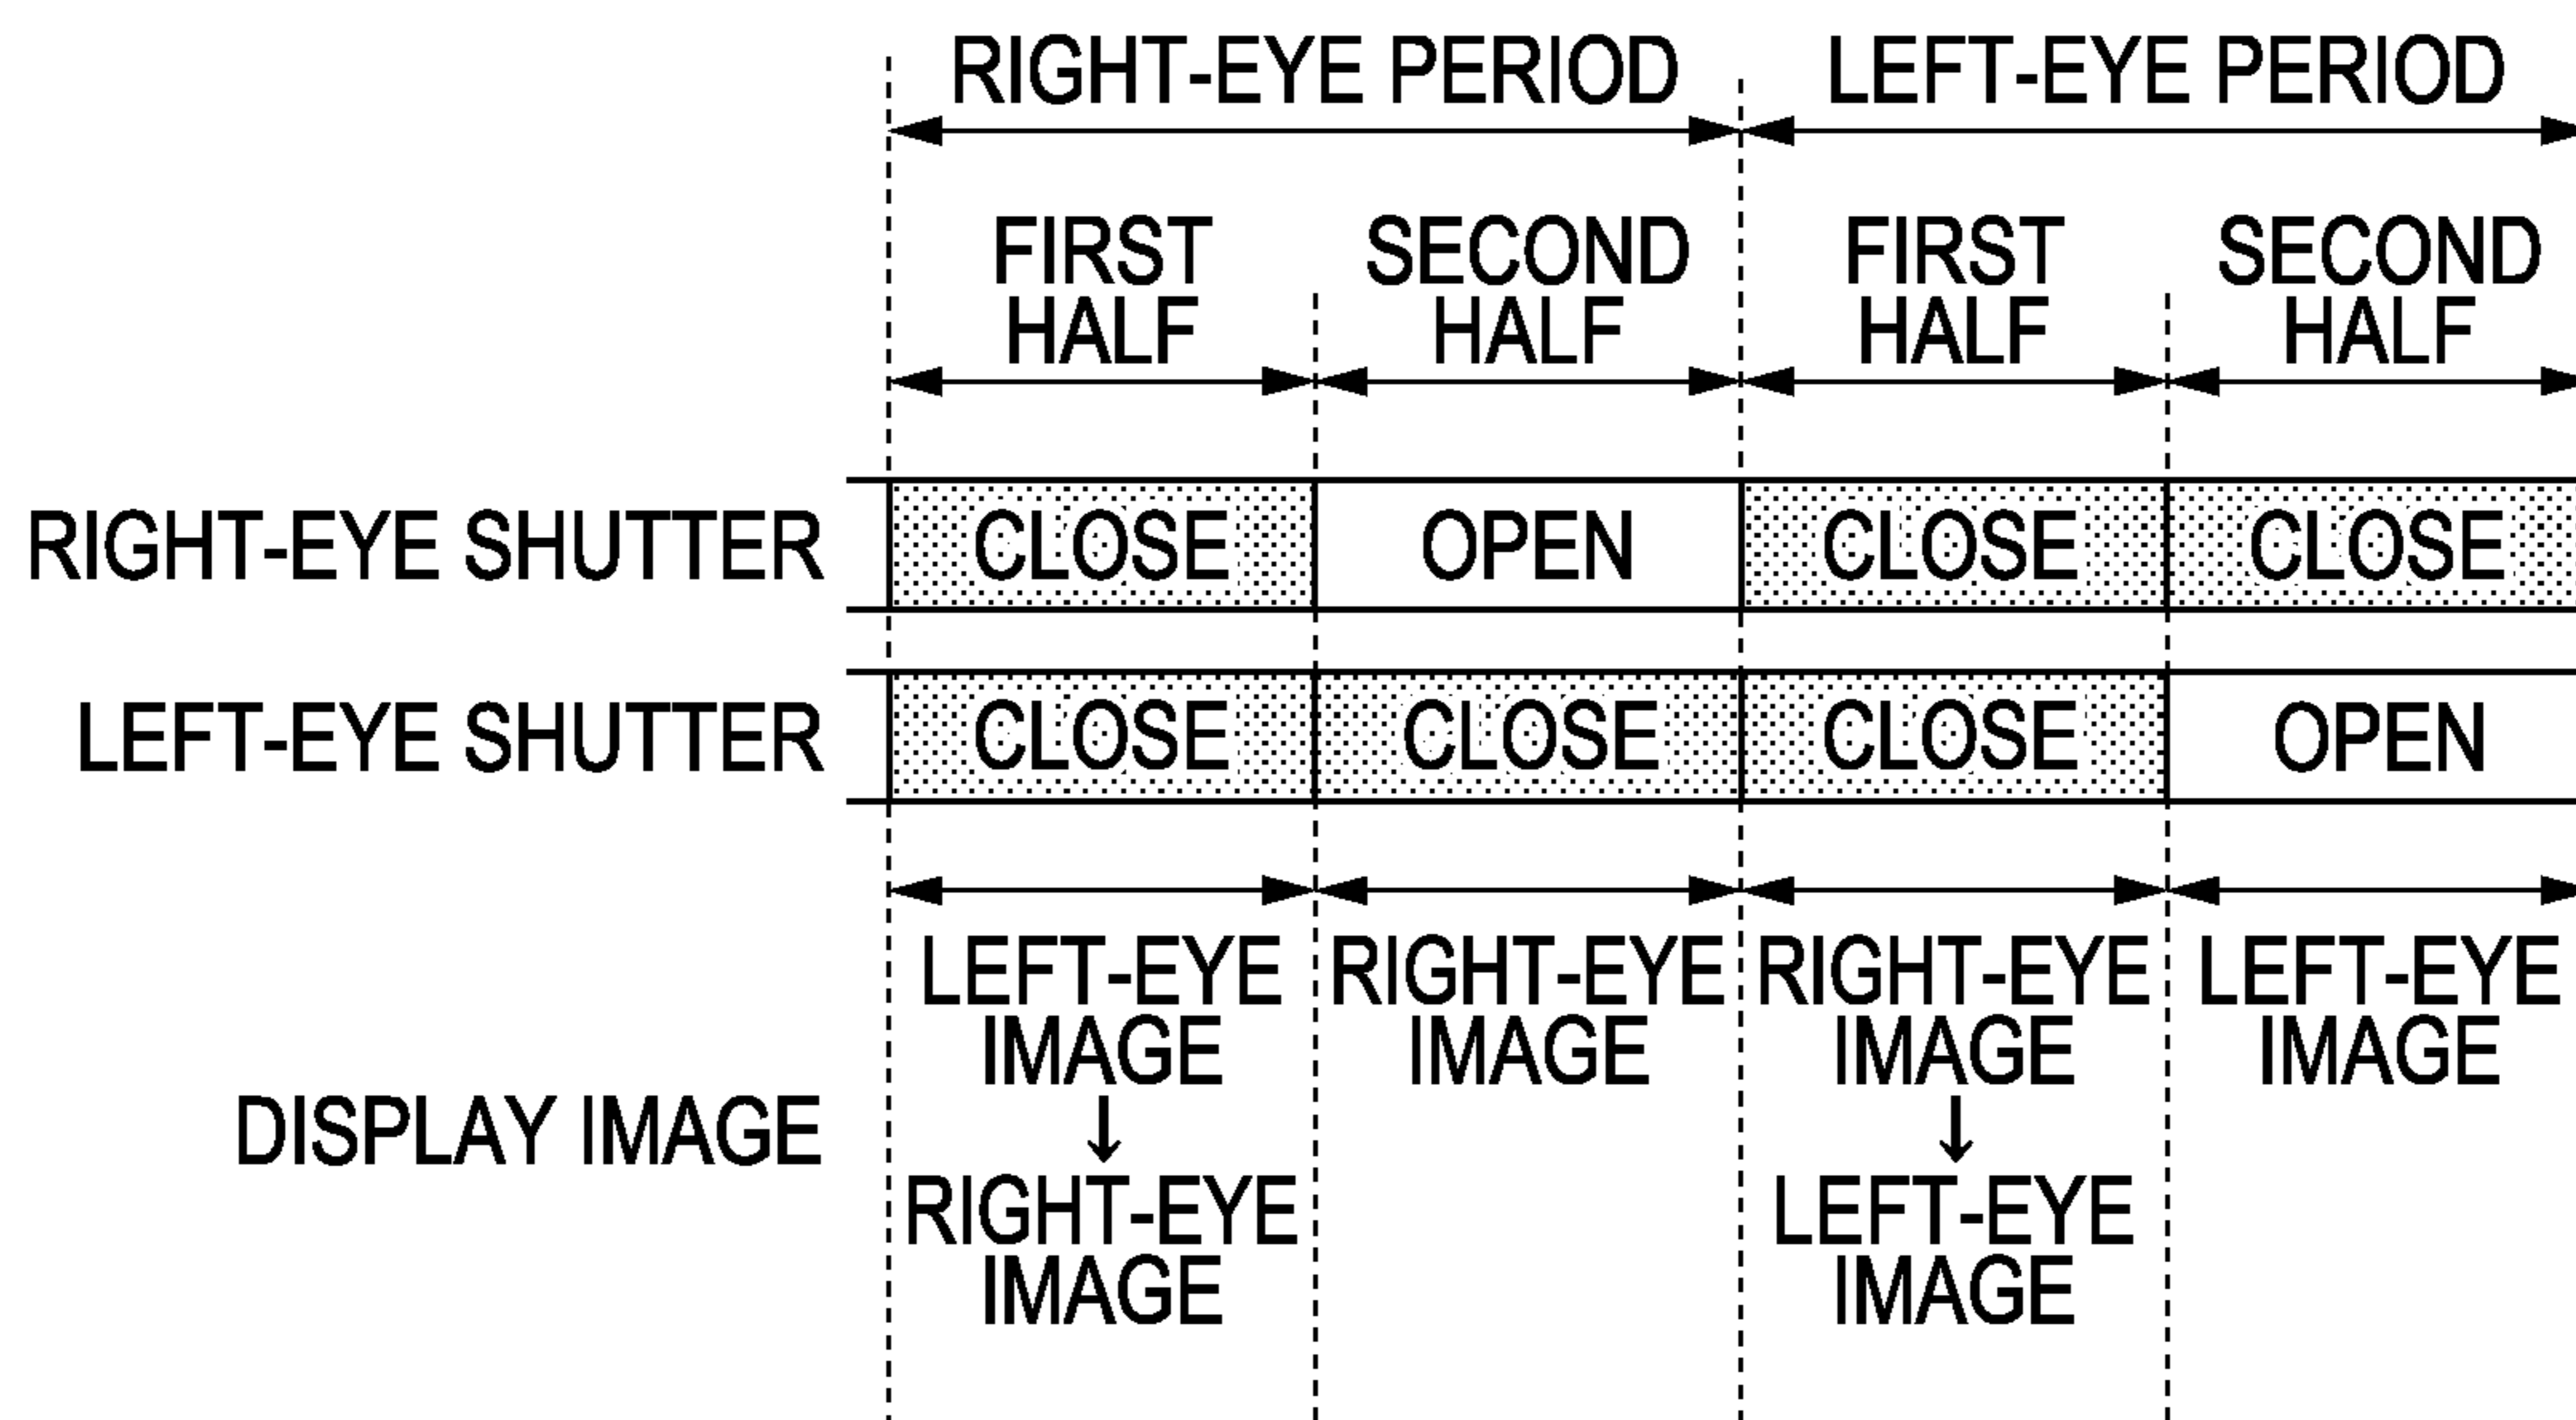 RIGHT-EYE PERIOD LEFT-EYE PERIOD
FIRST SECOND FIRST SECOND
HALF HALF HALF HALF
RIGHT-EYE SHUTTER CLOSE OPEN CLOSE CLOSE
LEFT-EYE SHUTTER CLOSE CLOSE CLOSE OPEN
LEFT-EYE RIGHT-EYE RIGHT-EYE LEFT-EYE
IMAGE IMAGE IMAGE IMAGE
DISPLAY IMAGE ↓ ↓
RIGHT-EYE LEFT-EYE
IMAGE IMAGE